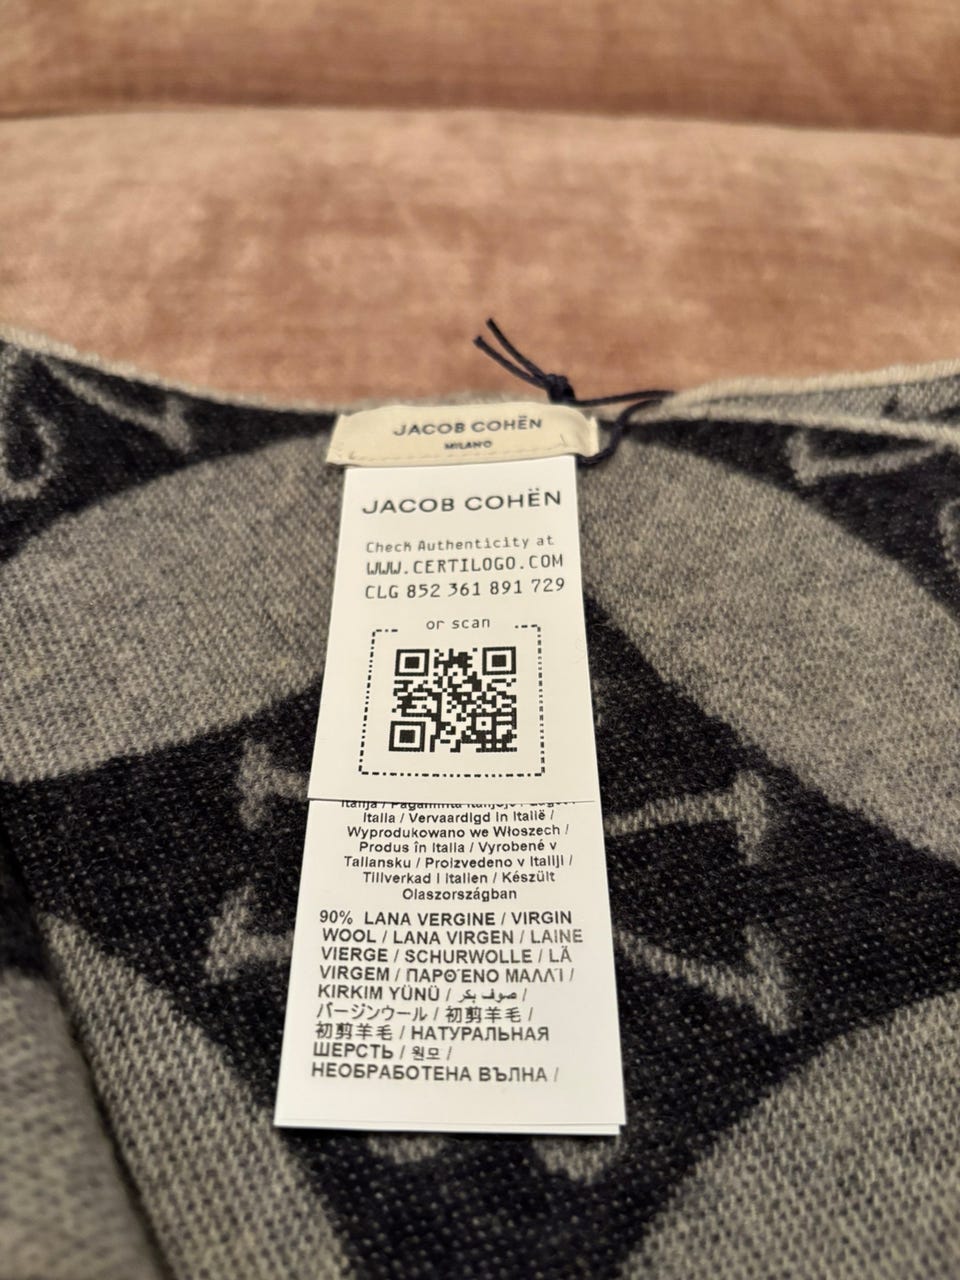 JACOB COHËN
MILANO
JACOB COHËN
Check Authenticity at
WWW.CERTILOGO.COM
CLG 852 361 891 729
or scan
Italia / Vervaardigd in Italië /
Wyprodukowano we Włoszech /
Produs în Italia / Vyrobené v
Taliansku / Proizvedeno v Italiji /
Tillverkad i Italien / Készült
Olaszországban
90% LANA VERGINE / VIRGIN
WOOL / LANA VIRGEN / LAINE
VIERGE / SCHURWOLLE / LÃ
VIRGEM / ΠΑΡΘΈΝΟ ΜΑΛΛΊ /
KIRKIM YÜNÜ / صوف بكر /
バージンウール / 初剪羊毛 /
初剪羊毛 / НАТУРАЛЬНАЯ
ШЕРСТЬ / 원모 /
НЕОБРАБОТЕНА ВЪЛНА /